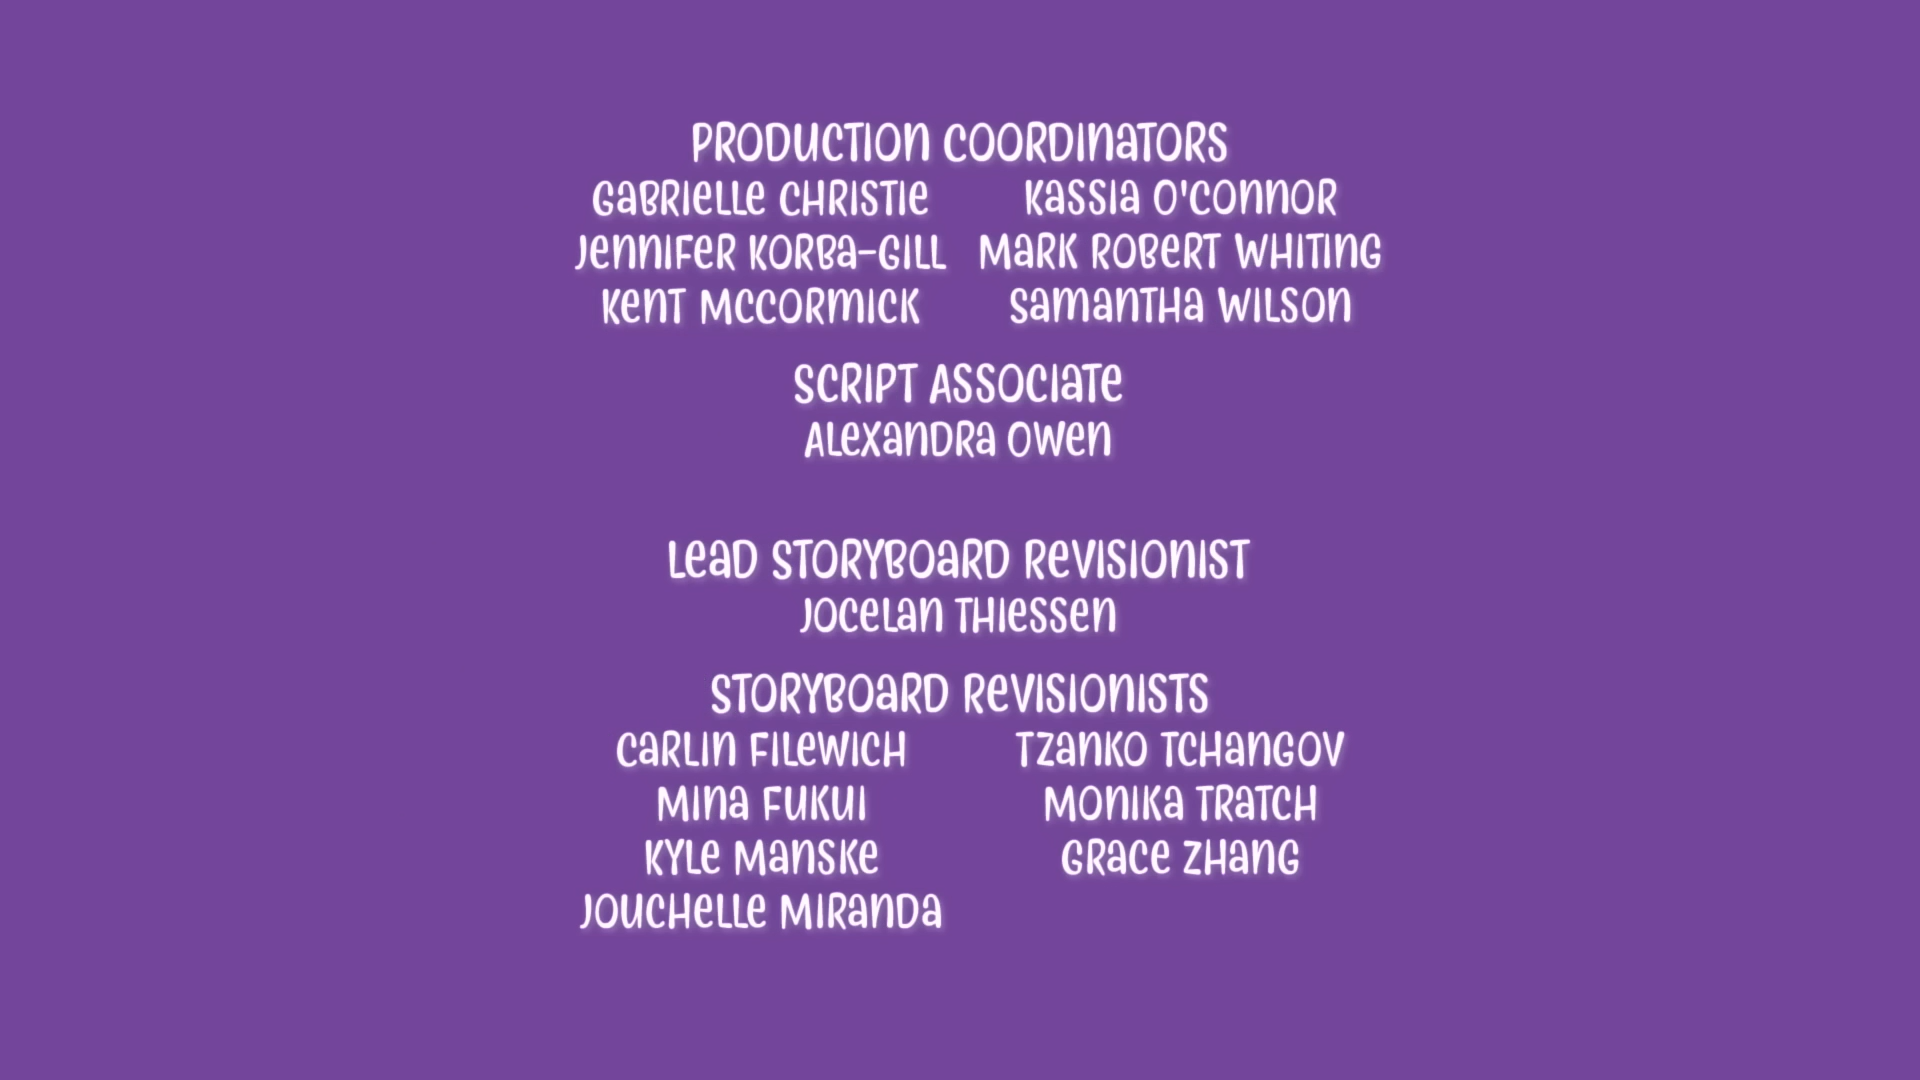 PRODUCTION COORDINATORS
GABRIELLE CHRISTIE KASSIA O'CONNOR
JENNIFER KORBA-GILL MARK ROBERT WHITING
KENT MCCORMICK SAMANTHA WILSON
SCRIPT ASSOCIATE
ALEXANDRA OWEN
LEAD STORYBOARD REVISIONIST
JOCELAN THIESSEN
STORYBOARD REVISIONISTS
CARLIN FILEWICH TZANKO TCHANGOV
MINA FUKUI MONIKA TRATCH
KYLE MANSKE GRACE ZHANG
JOUCHELLE MIRANDA